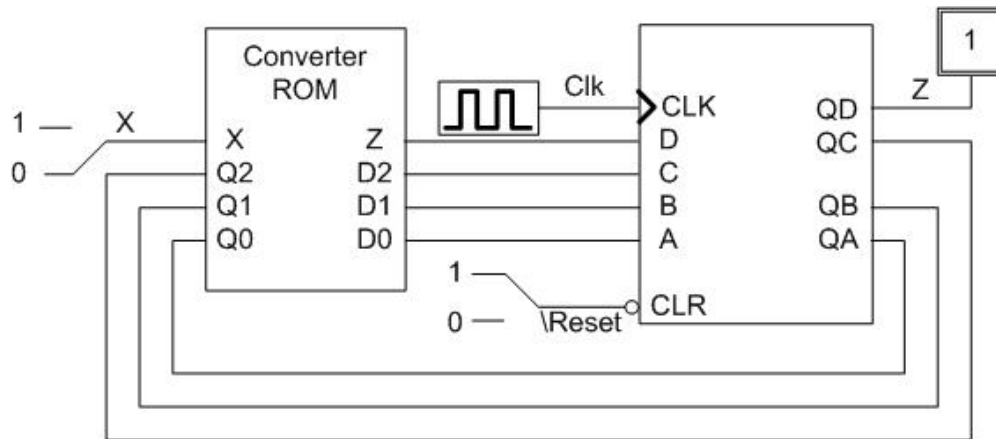 Converter
ROM
1
0
X
X Z
Q2 D2
Q1 D1
Q0 D0
Clk
CLK
D
C
B
A
CLR
1
0
\Reset
QD
QC
QB
QA
Z
1